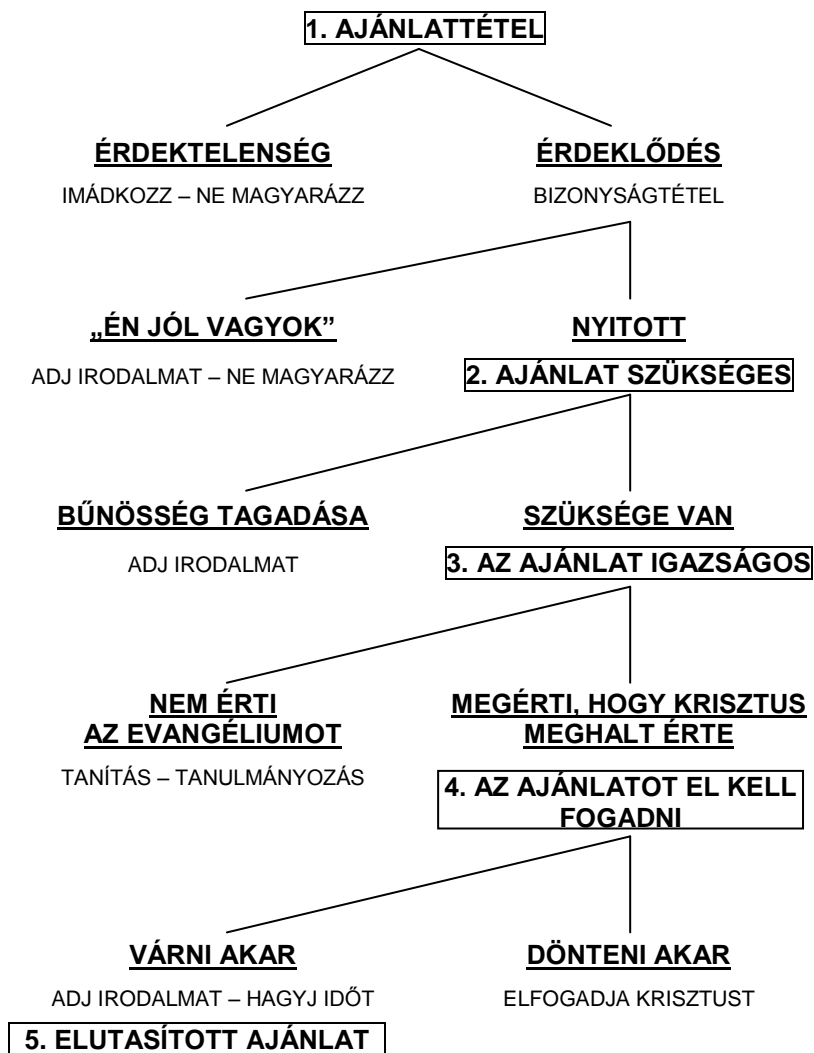 1. AJÁNLATTÉTEL
ÉRDEKTELENSÉG
ÉRDEKLŐDÉS
IMÁDKOZZ – NE MAGYARÁZZ
BIZONYSÁGTÉTEL
„ÉN JÓL VAGYOK”
NYITOTT
ADJ IRODALMAT – NE MAGYARÁZZ
2. AJÁNLAT SZÜKSÉGES
BŰNÖSSÉG TAGADÁSA
SZÜKSÉGE VAN
ADJ IRODALMAT
3. AZ AJÁNLAT IGAZSÁGOS
NEM ÉRTI
AZ EVANGÉLIUMOT
MEGÉRTI, HOGY KRISZTUS
MEGHALT ÉRTE
TANÍTÁS – TANULMÁNYOZÁS
4. AZ AJÁNLATOT EL KELL
FOGADNI
VÁRNI AKAR
DÖNTENI AKAR
ADJ IRODALMAT – HAGYJ IDŐT
ELFOGADJA KRISZTUST
5. ELUTASÍTOTT AJÁNLAT